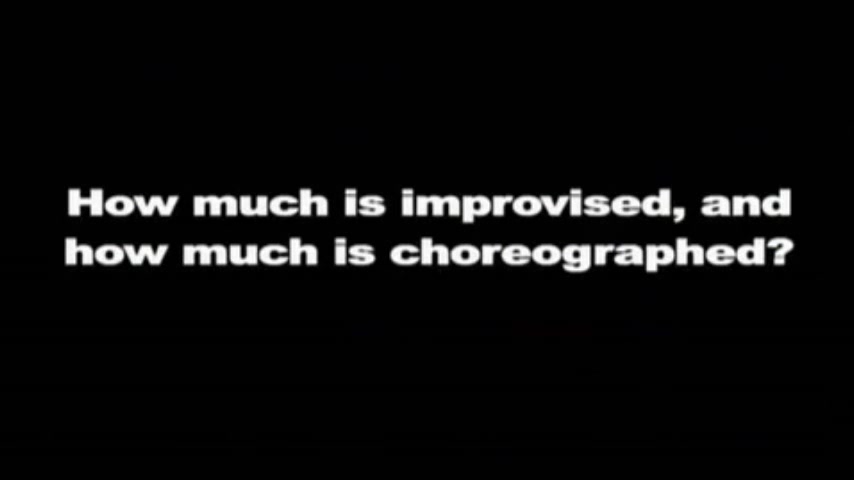 How much is improvised, and
how much is choreographed?